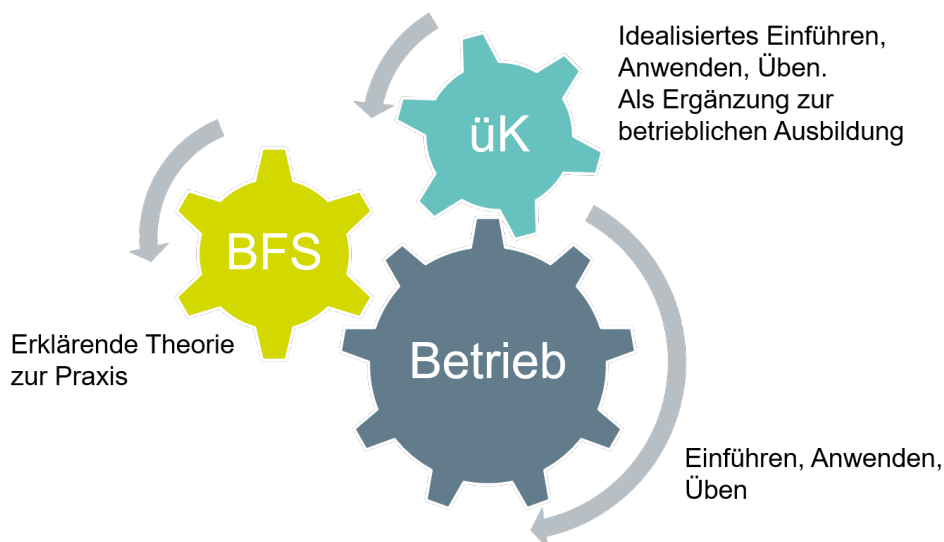 Idealisiertes Einführen,
Anwenden, Üben.
Als Ergänzung zur
betrieblichen Ausbildung
üK
BFS
Erklärende Theorie
zur Praxis
Betrieb
Einführen, Anwenden,
Üben